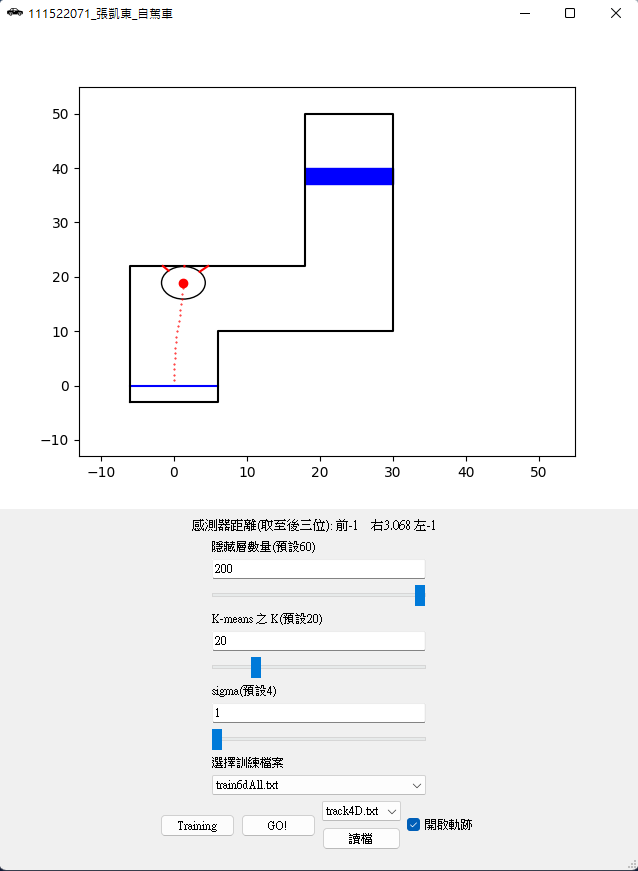 111522071_張凱東_自駕車
50
40
30
20
10
0
−10
−10 0 10 20 30 40 50
感測器距離(取至後三位): 前-1 右3.068 左-1
隱藏層數量(預設60)
200
K-means 之 K(預設20)
20
sigma(預設4)
1
選擇訓練檔案
train6dAll.txt
Training GO! track4D.txt 開啟軌跡
讀檔